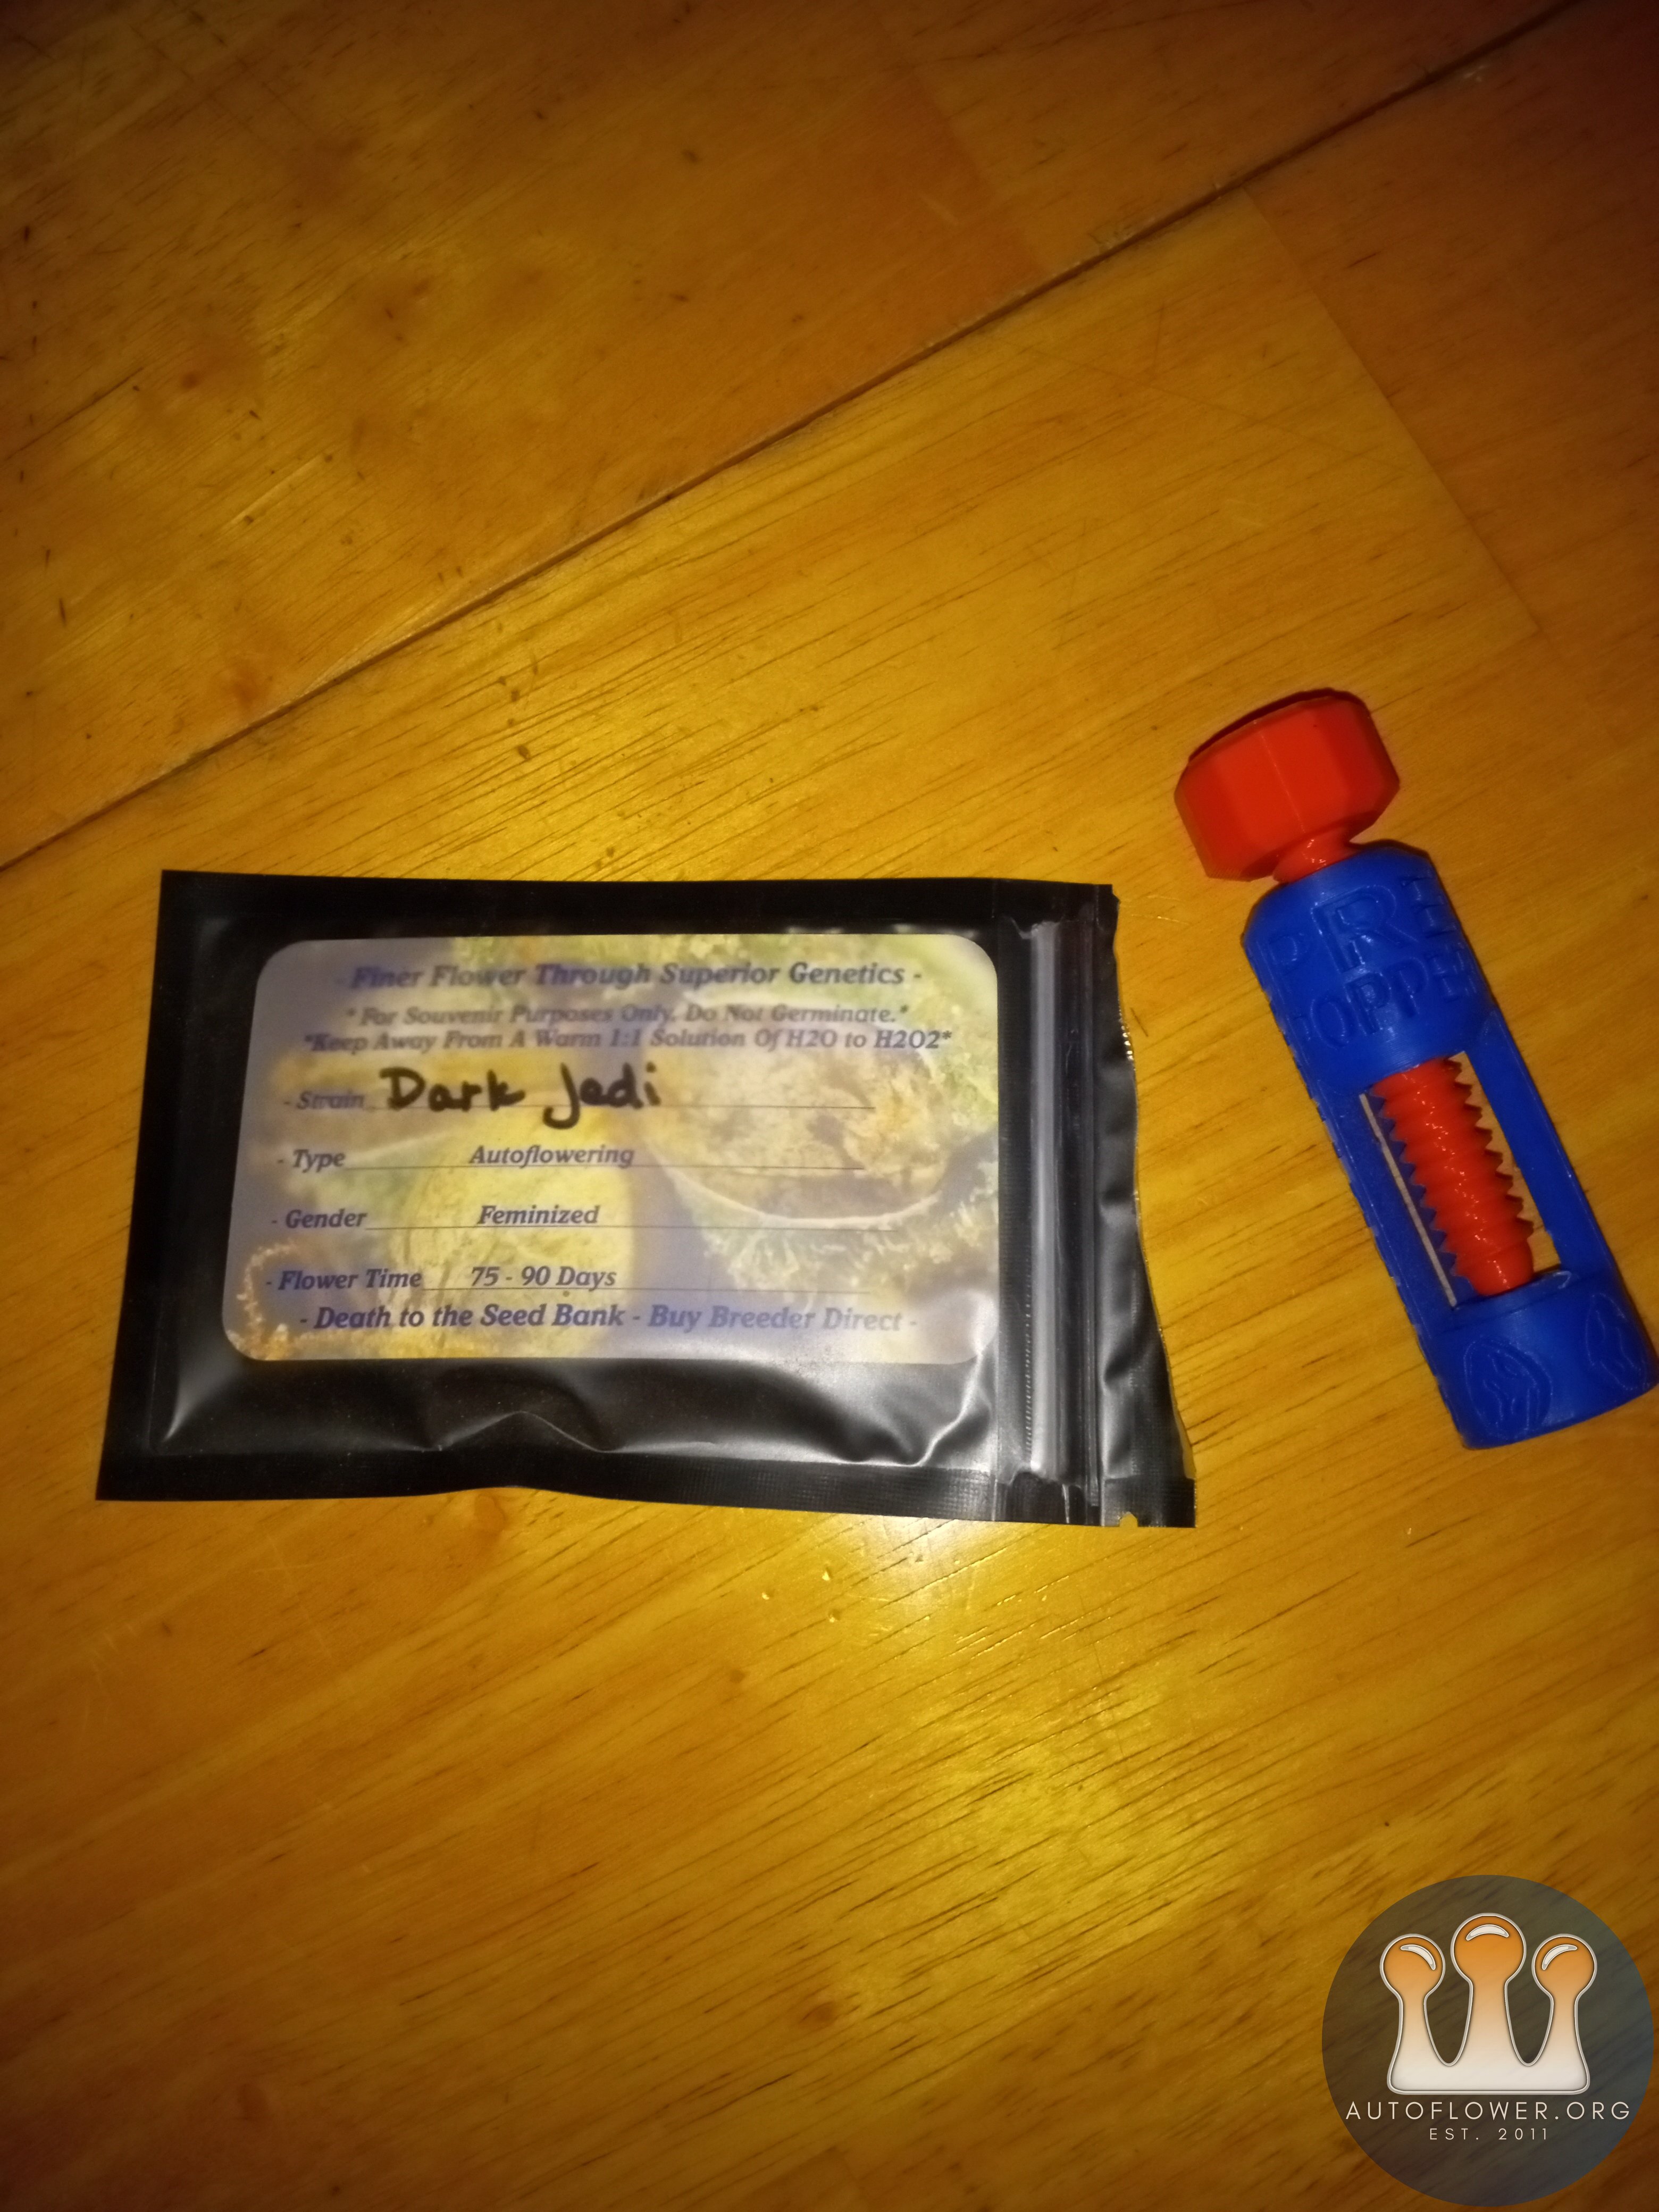 - Finer Flower Through Superior Genetics -
* For Souvenir Purposes Only. Do Not Germinate.*
*Keep Away From A Warm 1:1 Solution Of H2O to H2O2*
- Strain Dark Jedi
- Type Autoflowering
- Gender Feminized
- Flower Time 75 - 90 Days
- Death to the Seed Bank - Buy Breeder Direct -
AUTOFLOWER.ORG
EST. 2011